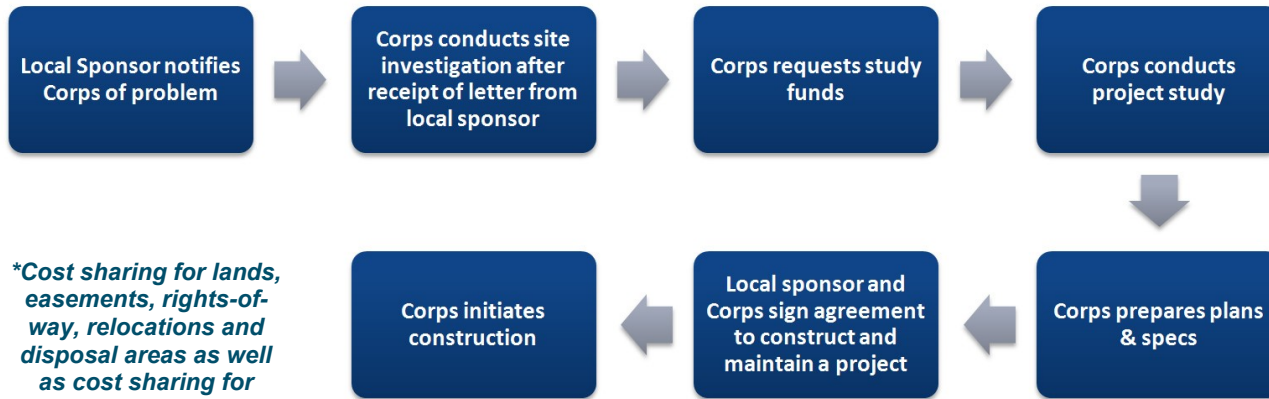 Local Sponsor notifies
Corps of problem
Corps conducts site
investigation after
receipt of letter from
local sponsor
Corps requests study
funds
Corps conducts
project study
Corps prepares plans
& specs
Local sponsor and
Corps sign agreement
to construct and
maintain a project
Corps initiates
construction
*Cost sharing for lands,
easements, rights-of-
way, relocations and
disposal areas as well
as cost sharing for